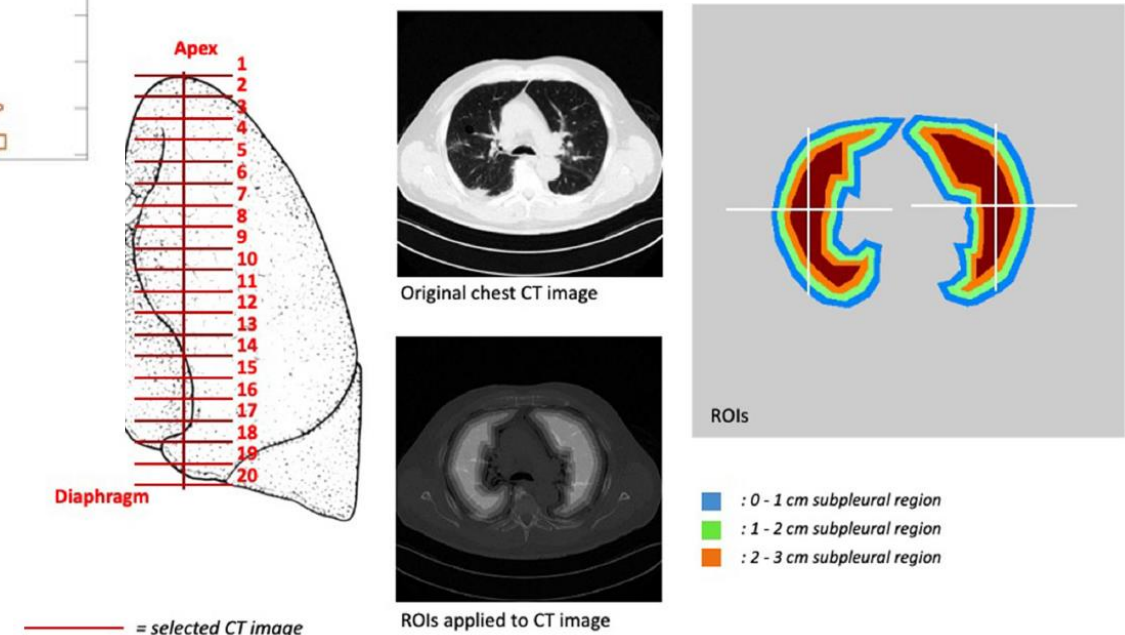 Apex
1
2
3
4
5
6
7
8
9
10
11
12
13
14
15
16
17
18
19
20
Diaphragm
= selected CT image
Original chest CT image
ROIs applied to CT image
ROIs
: 0 - 1 cm subpleural region
: 1 - 2 cm subpleural region
: 2 - 3 cm subpleural region